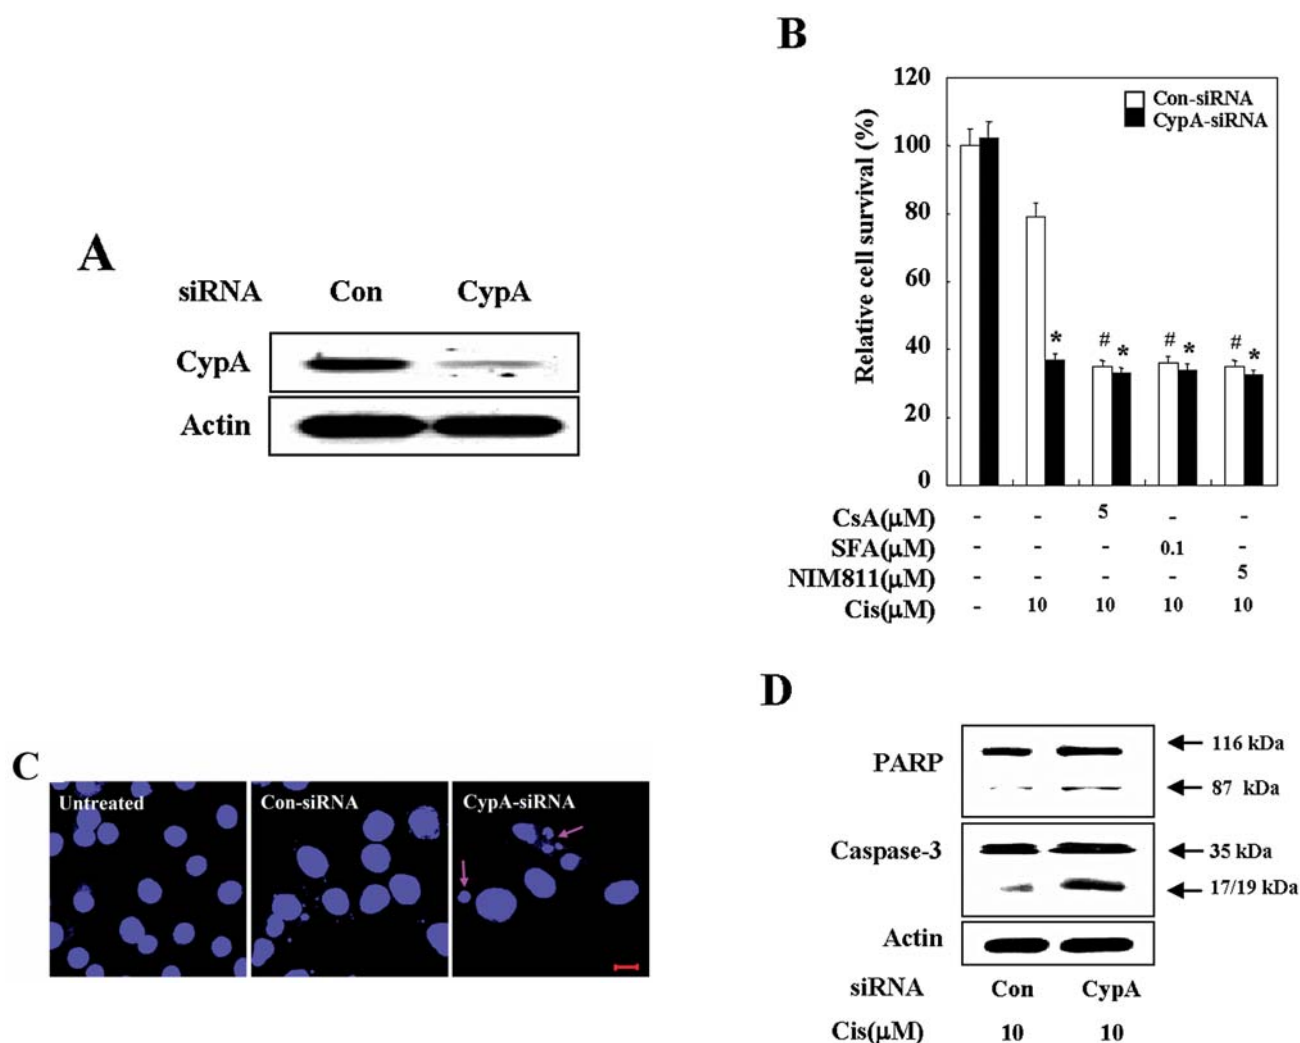 A
siRNA Con CypA
CypA
Actin
B
Relative cell survival (%)
120
100
80
60
40
20
0
Con-siRNA
CypA-siRNA
* # * # * # *
CsA(μM) - - 5 - -
SFA(μM) - - - 0.1 -
NIM811(μM) - - - - 5
Cis(μM) - 10 10 10 10
C
Untreated Con-siRNA CypA-siRNA
D
PARP 116 kDa
87 kDa
Caspase-3 35 kDa
17/19 kDa
Actin
siRNA Con CypA
Cis(μM) 10 10